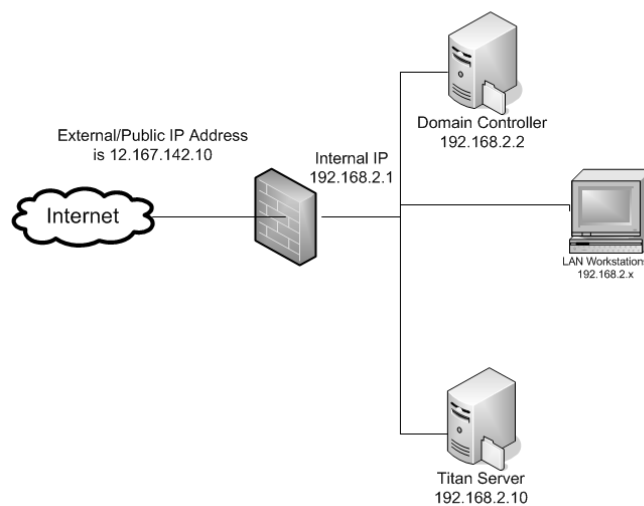 External/Public IP Address
is 12.167.142.10
Internet
Internal IP
192.168.2.1
Domain Controller
192.168.2.2
LAN Workstations
192.168.2.x
Titan Server
192.168.2.10